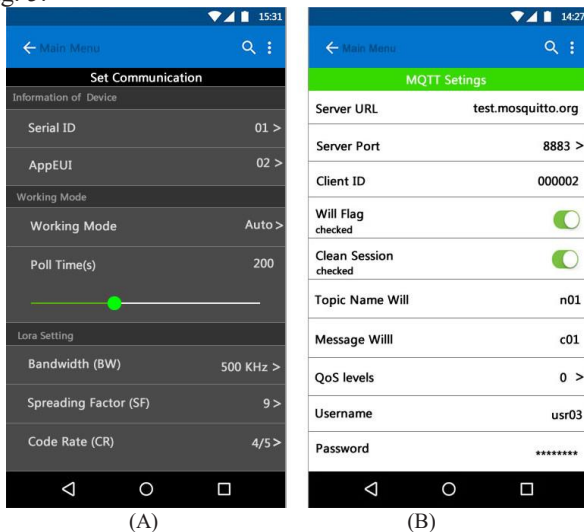 15:31
Main Menu
Set Communication
Information of Device
Serial ID 01 >
AppEUI 02 >
Working Mode
Working Mode Auto >
Poll Time(s) 200
Lora Setting
Bandwidth (BW) 500 KHz >
Spreading Factor (SF) 9 >
Code Rate (CR) 4/5 >
(A)
14:27
Main Menu
MQTT Setings
Server URL test.mosquitto.org
Server Port 8883 >
Client ID 000002
Will Flag
checked
Clean Session
checked
Topic Name Will n01
Message Willl c01
QoS levels 0 >
Username usr03
Password ********
(B)